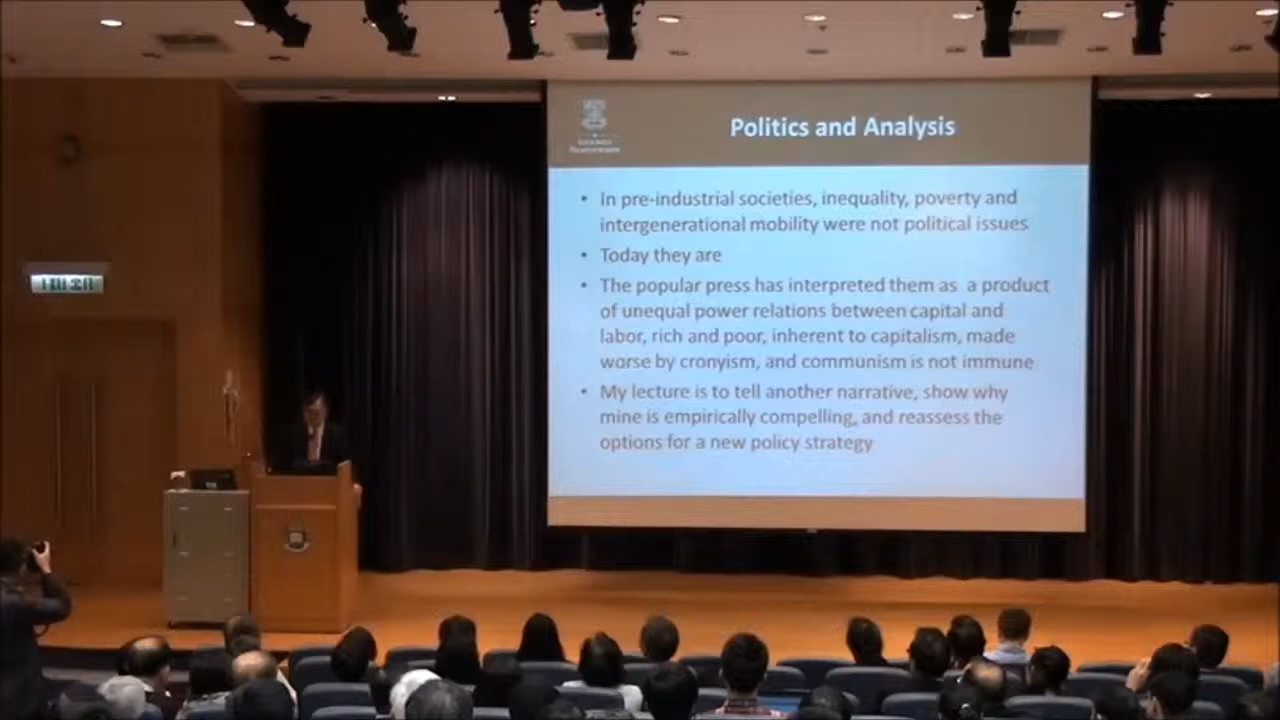 Politics and Analysis
• In pre-industrial societies, inequality, poverty and
intergenerational mobility were not political issues
• Today they are
• The popular press has interpreted them as a product
of unequal power relations between capital and
labor, rich and poor, inherent to capitalism, made
worse by cronyism, and communism is not immune
• My lecture is to tell another narrative, show why
mine is empirically compelling, and reassess the
options for a new policy strategy